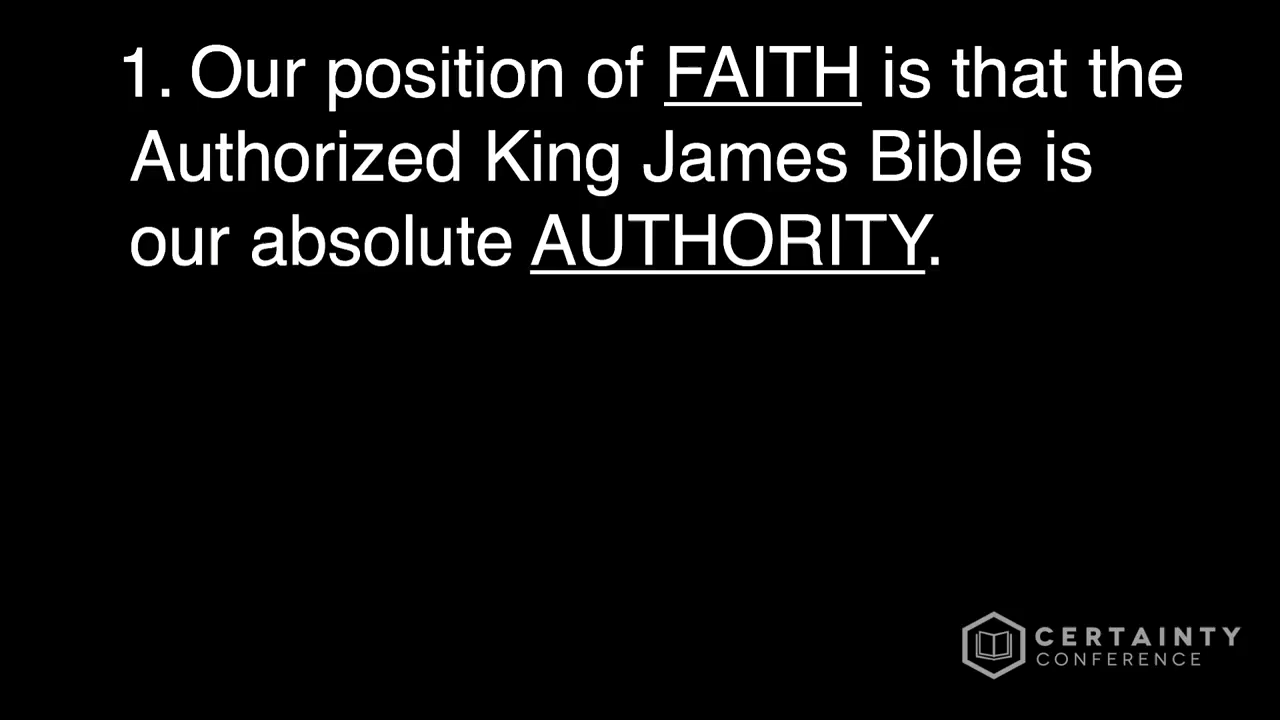 1. Our position of FAITH is that the
Authorized King James Bible is
our absolute AUTHORITY.
CERTAINTY
CONFERENCE